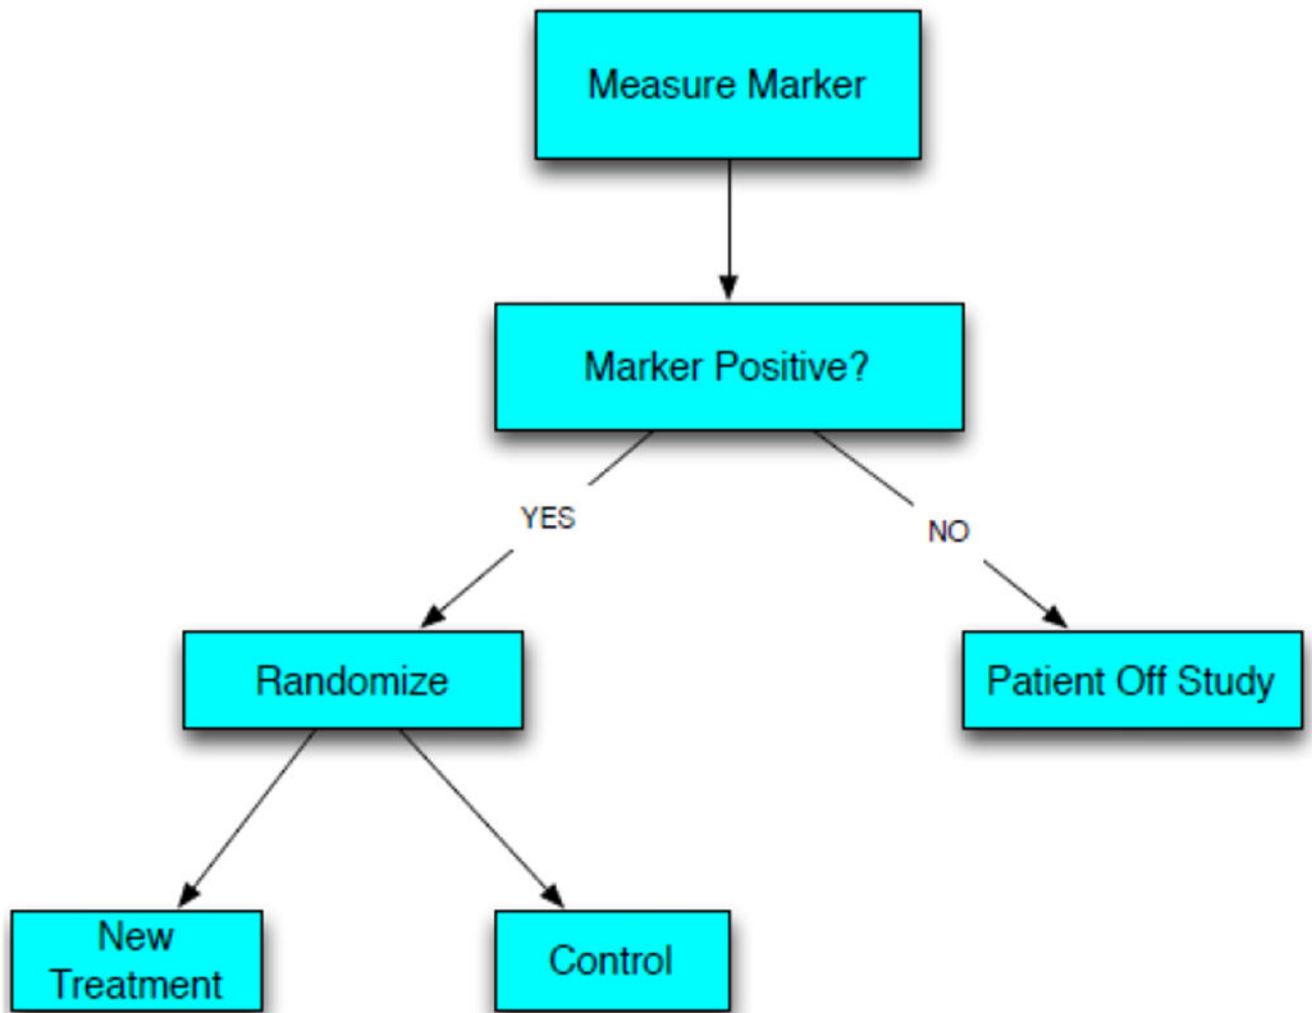 Measure Marker
Marker Positive?
YES
NO
Randomize
Patient Off Study
New
Treatment
Control